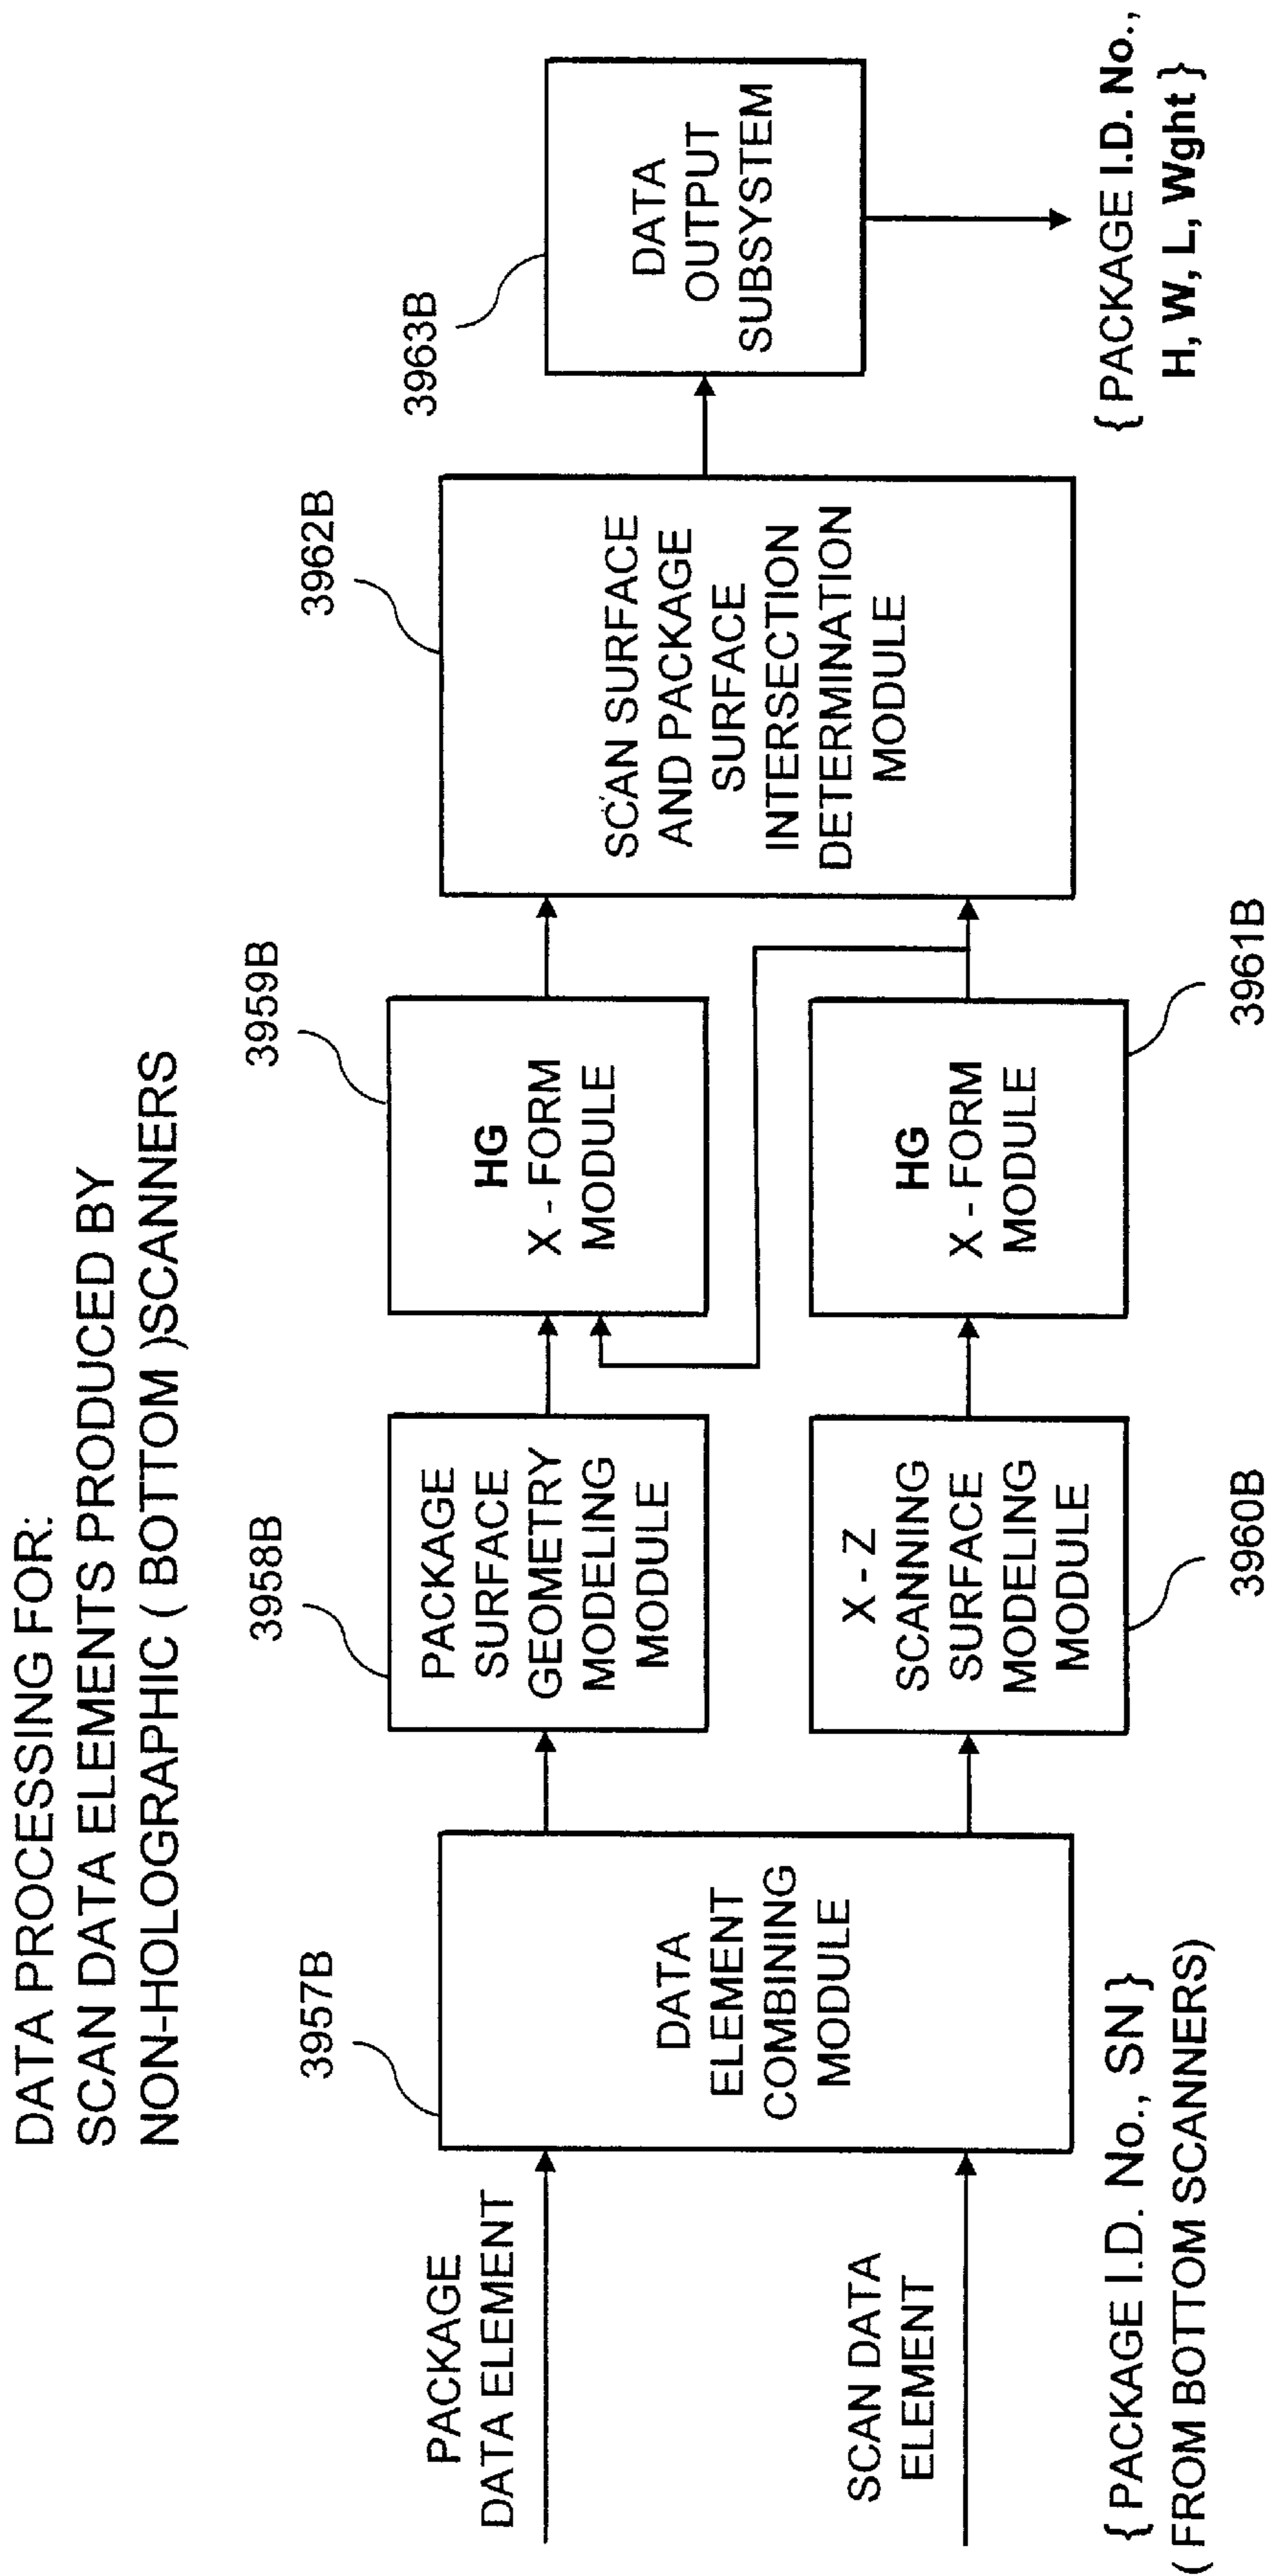 DATA PROCESSING FOR:
SCAN DATA ELEMENTS PRODUCED BY
NON-HOLOGRAPHIC ( BOTTOM )SCANNERS
PACKAGE
DATA ELEMENT
SCAN DATA
ELEMENT
{ PACKAGE I.D. No., SN }
( FROM BOTTOM SCANNERS)
3957B
DATA
ELEMENT
COMBINING
MODULE
3958B
PACKAGE
SURFACE
GEOMETRY
MODELING
MODULE
X - Z
SCANNING
SURFACE
MODELING
MODULE
3960B
3959B
HG
X - FORM
MODULE
HG
X - FORM
MODULE
3961B
3962B
SCAN SURFACE
AND PACKAGE
SURFACE
INTERSECTION
DETERMINATION
MODULE
3963B
DATA
OUTPUT
SUBSYSTEM
{ PACKAGE I.D. No.,
H, W, L, Wght }